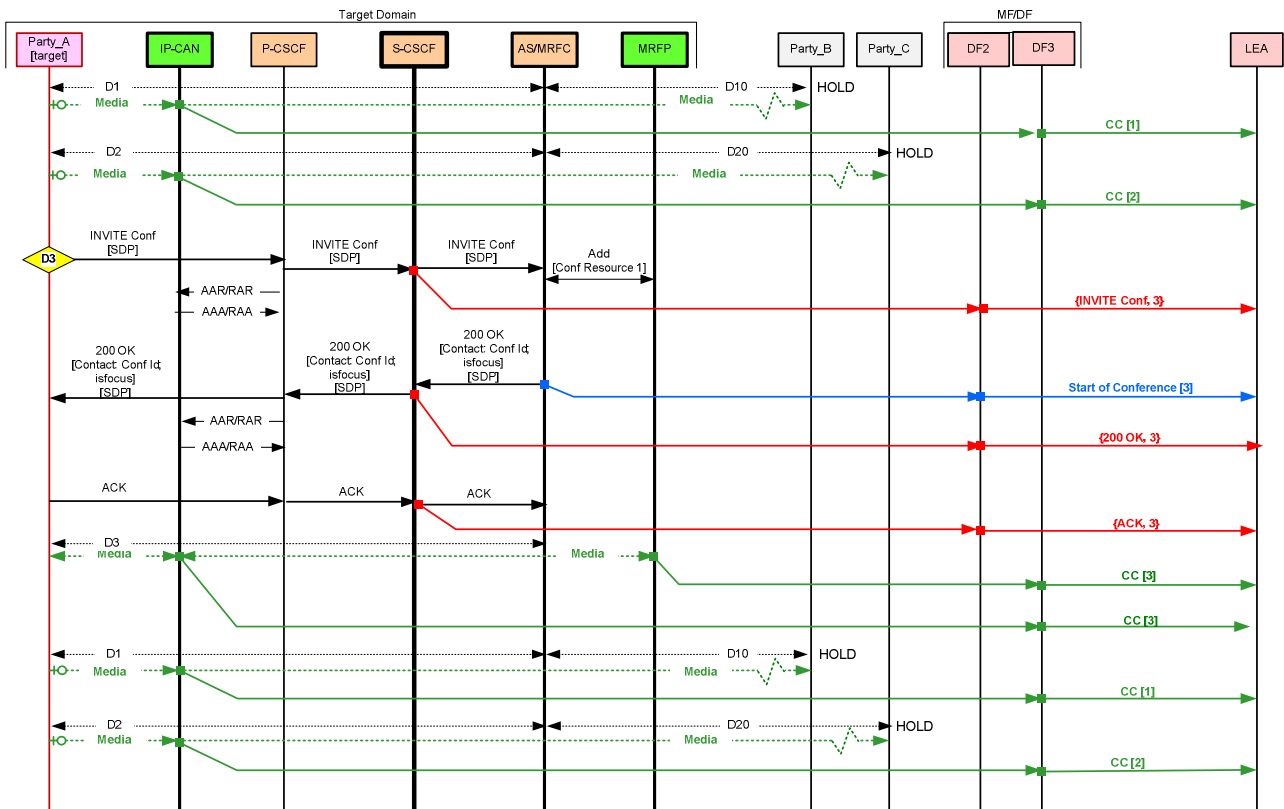 Target Domain
MF/DF
Party_A
[target]
IP-CAN
P-CSCF
S-CSCF
AS/MRFC
MRFP
Party_B
Party_C
DF2
DF3
LEA
D1
D10
HOLD
Media
Media
CC [1]
D2
D20
HOLD
Media
Media
CC [2]
D3
INVITE Conf
[SDP]
INVITE Conf
[SDP]
INVITE Conf
[SDP]
Add
[Conf Resource 1]
AAR/RAR
{INVITE Conf, 3}
AAA/RAA
200 OK
[Contact: Conf Id;
isfocus]
[SDP]
200 OK
[Contact: Conf Id;
isfocus]
[SDP]
200 OK
[Contact: Conf Id;
isfocus]
[SDP]
Start of Conference [3]
AAR/RAR
{200 OK, 3}
AAA/RAA
ACK
ACK
ACK
{ACK, 3}
D3
Media
Media
CC [3]
CC [3]
D1
D10
HOLD
Media
Media
CC [1]
D2
D20
HOLD
Media
Media
CC [2]